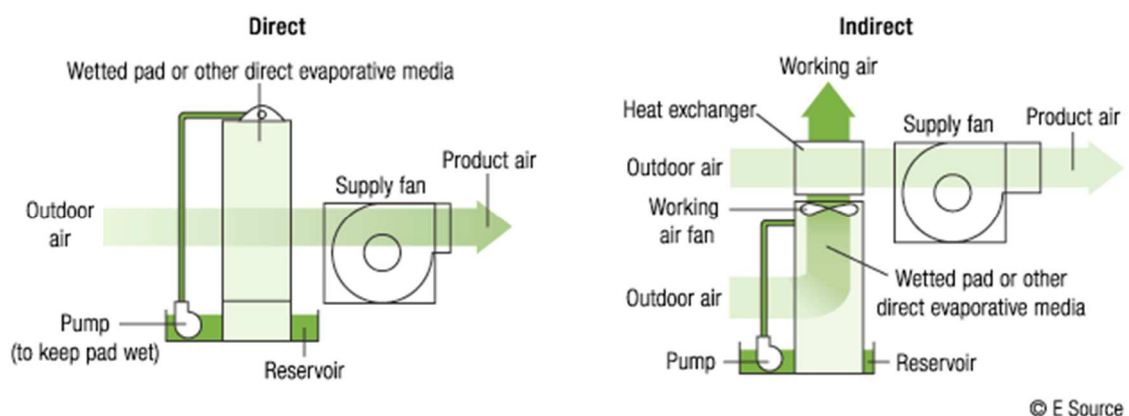 Direct
Wetted pad or other direct evaporative media
Product air
Supply fan
Outdoor
air
Pump
(to keep pad wet)
Reservoir
Indirect
Working air
Heat exchanger
Supply fan
Product air
Outdoor air
Working
air fan
Wetted pad or other
direct evaporative media
Outdoor air
Pump
Reservoir
© E Source